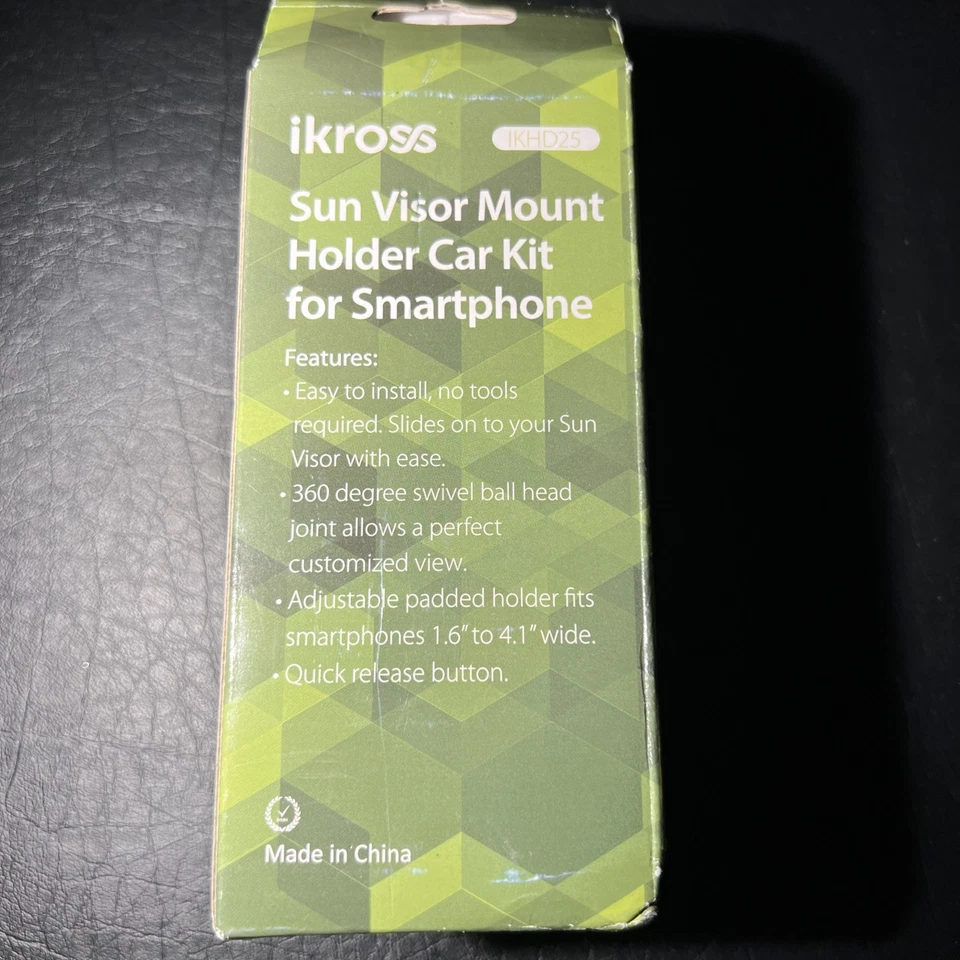 ikross IKHD25
Sun Visor Mount
Holder Car Kit
for Smartphone
Features:
• Easy to install, no tools
required. Slides on to your Sun
Visor with ease.
• 360 degree swivel ball head
joint allows a perfect
customized view.
• Adjustable padded holder fits
smartphones 1.6” to 4.1” wide.
• Quick release button.
Made in China